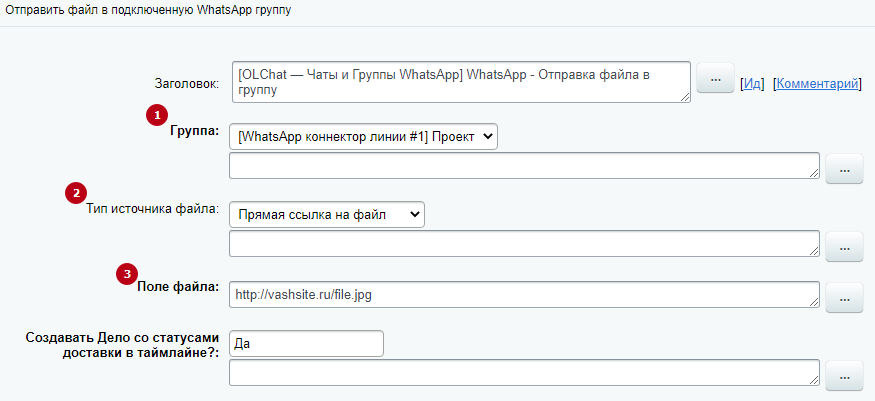 Отправить файл в подключенную WhatsApp группу
Заголовок: [OLChat — Чаты и Группы WhatsApp] WhatsApp - Отправка файла в ... [Ид] [Комментарий]
группу
1
Группа: [WhatsApp коннектор линии #1] Проект
...
2
Тип источника файла: Прямая ссылка на файл
...
3
Поле файла: http://vashsite.ru/file.jpg ...
Создавать Дело со статусами Да
доставки в таймлайне?:
...